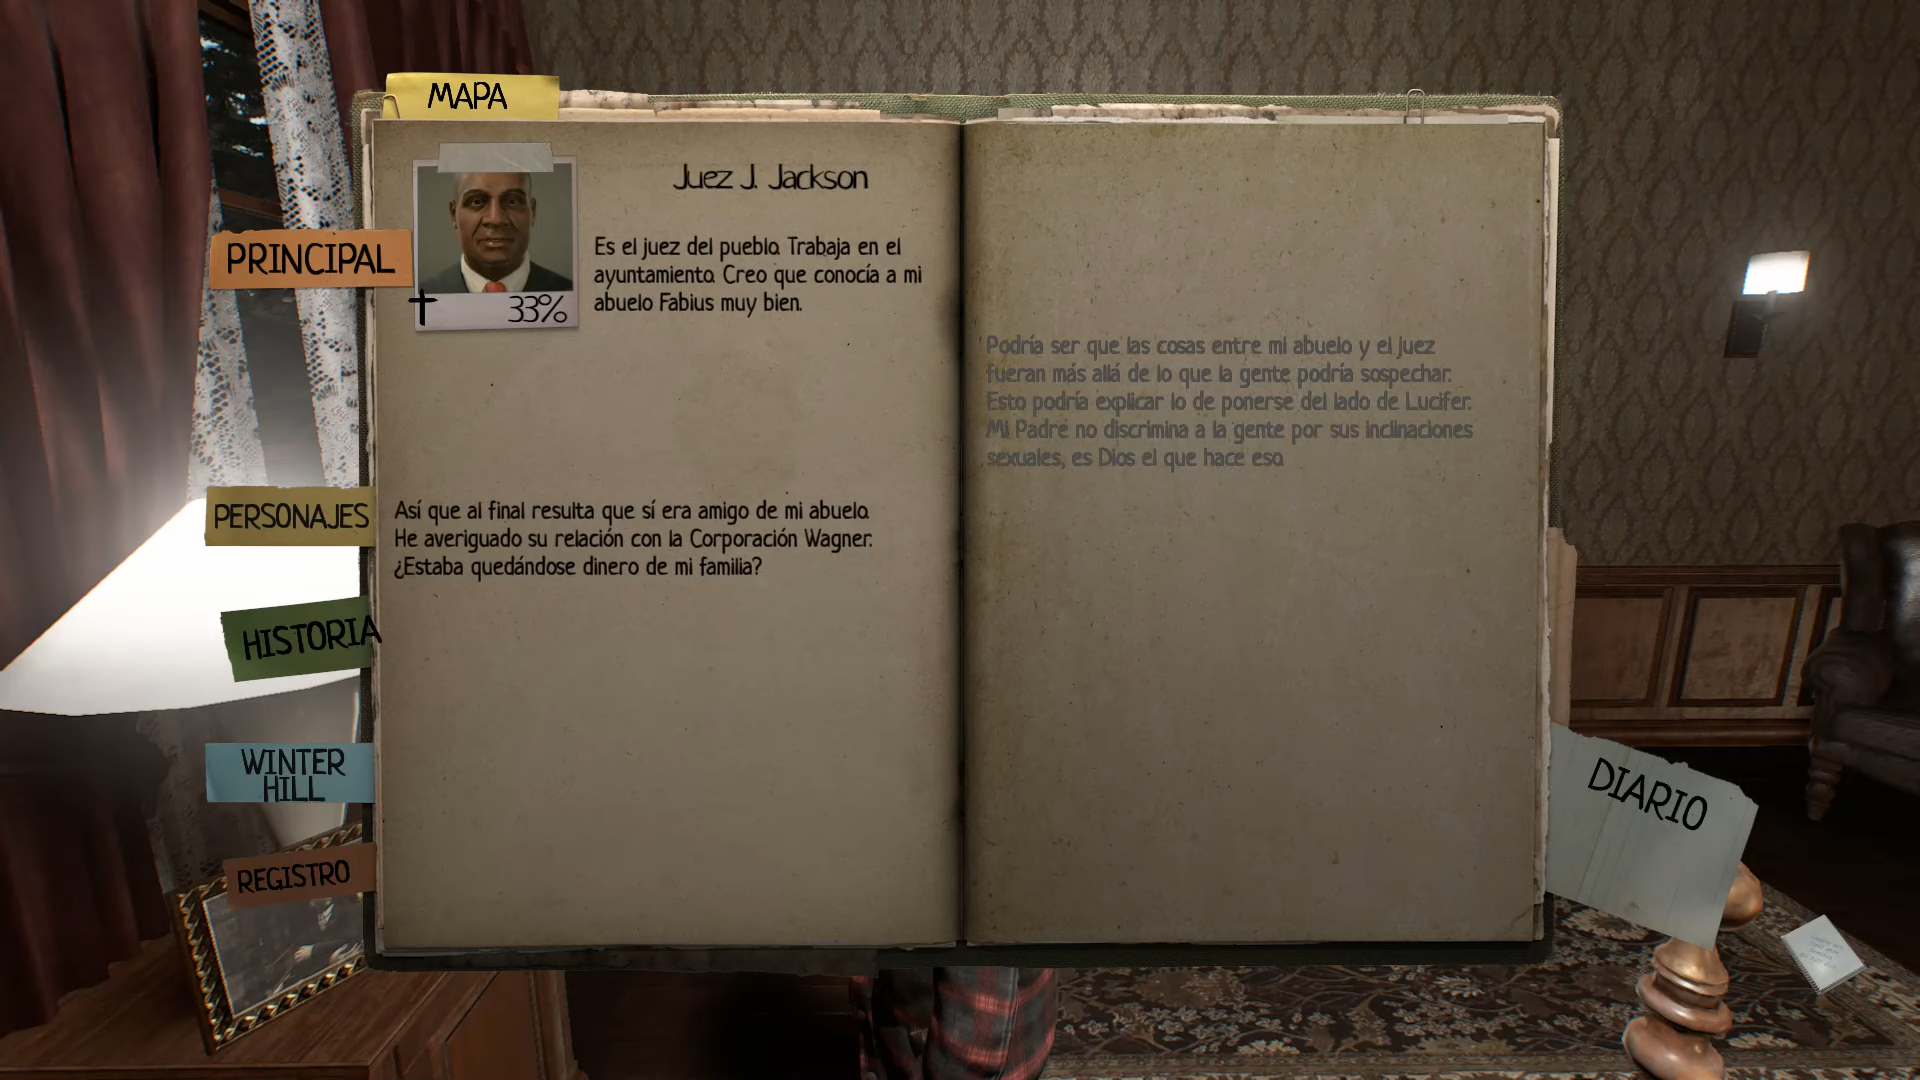 MAPA
Juez J. Jackson
PRINCIPAL
33%
Es el juez del pueblo. Trabaja en el
ayuntamiento. Creo que conocía a mi
abuelo Fabius muy bien.
PERSONAJES
Así que al final resulta que sí era amigo de mi abuelo.
He averiguado su relación con la Corporación Wagner.
¿Estaba quedándose dinero de mi familia?
HISTORIA
WINTER
HILL
REGISTRO
Podría ser que las cosas entre mi abuelo y el juez
fueran más allá de lo que la gente podría sospechar.
Esto podría explicar lo de ponerse del lado de Lucifer.
Mi Padre no discrimina a la gente por sus inclinaciones
sexuales, es Dios el que hace eso.
DIARIO